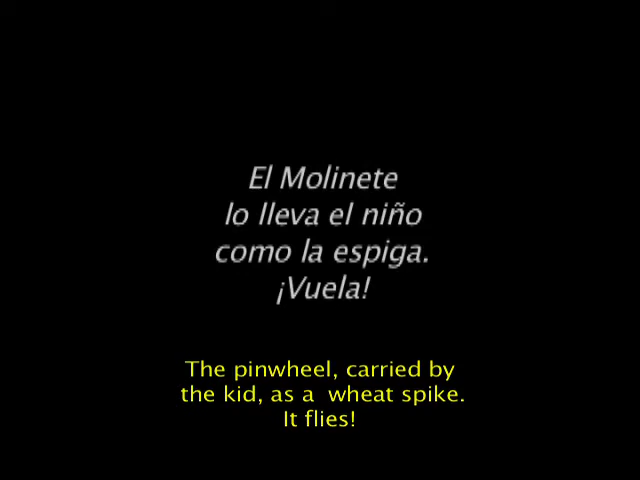 El Molinete
lo lleva el niño
como la espiga.
¡Vuela!
The pinwheel, carried by
the kid, as a  wheat spike.
It flies!